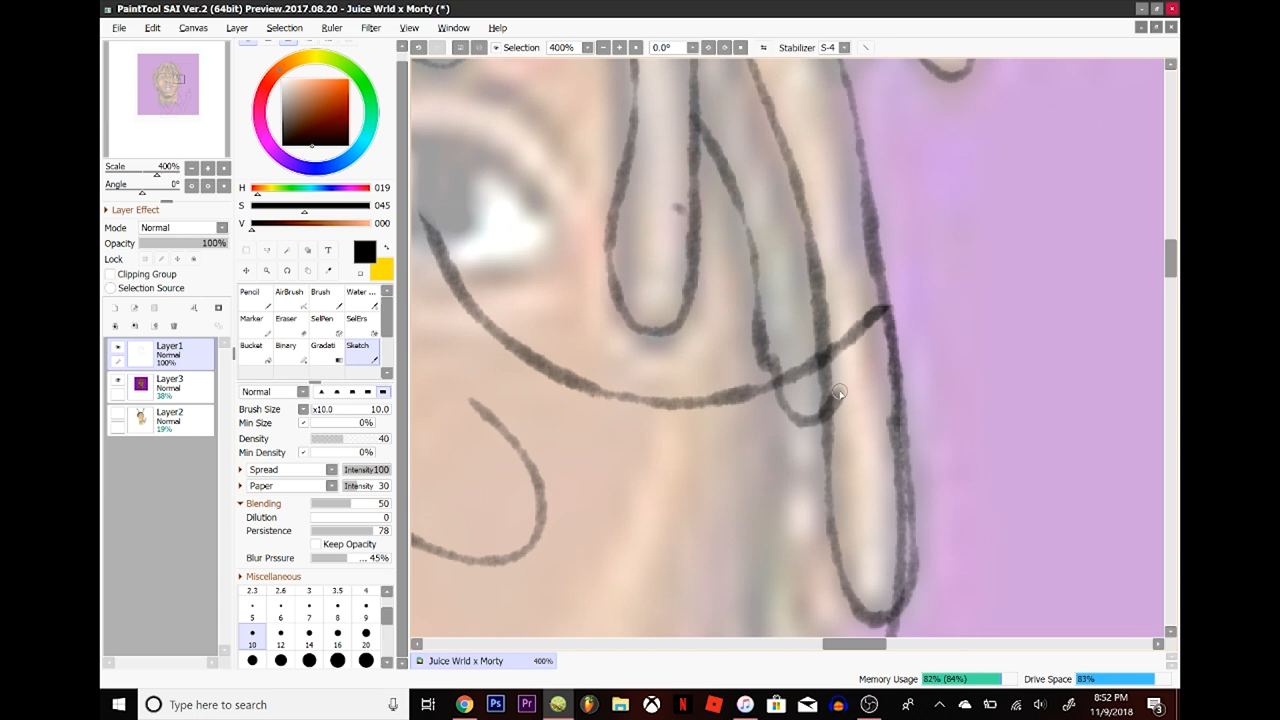 PaintTool SAI Ver.2 (64bit) Preview.2017.08.20 - Juice Wrld x Morty (*)
File Edit Canvas Layer Selection Ruler Filter View Window Help
Selection 400% 0.0° Stabilizer S-4
Scale 400%
Angle 0°
Layer Effect
Mode Normal
Opacity 100%
Lock
Clipping Group
Selection Source
Layer1
Normal
100%
Layer3
Normal
38%
Layer2
Normal
19%
H 019
S 045
V 000
T
Pencil AirBrush Brush Water ...
Marker Eraser SelPen SelErs
Bucket Binary Gradati Sketch
Normal
Brush Size x10.0 10.0
Min Size 0%
Density 40
Min Density 0%
Spread Intensity 100
Paper Intensity 30
Blending 50
Dilution 0
Persistence 78
Keep Opacity
Blur Prssure ... 45%
Miscellaneous
2.3 2.6 3 3.5 4
5 6 7 8 9
10 12 14 16 20
Juice Wrld x Morty 400%
Memory Usage 82% (84%) Drive Space 83%
Type here to search
Ps Pr N
8:52 PM
11/9/2018
3